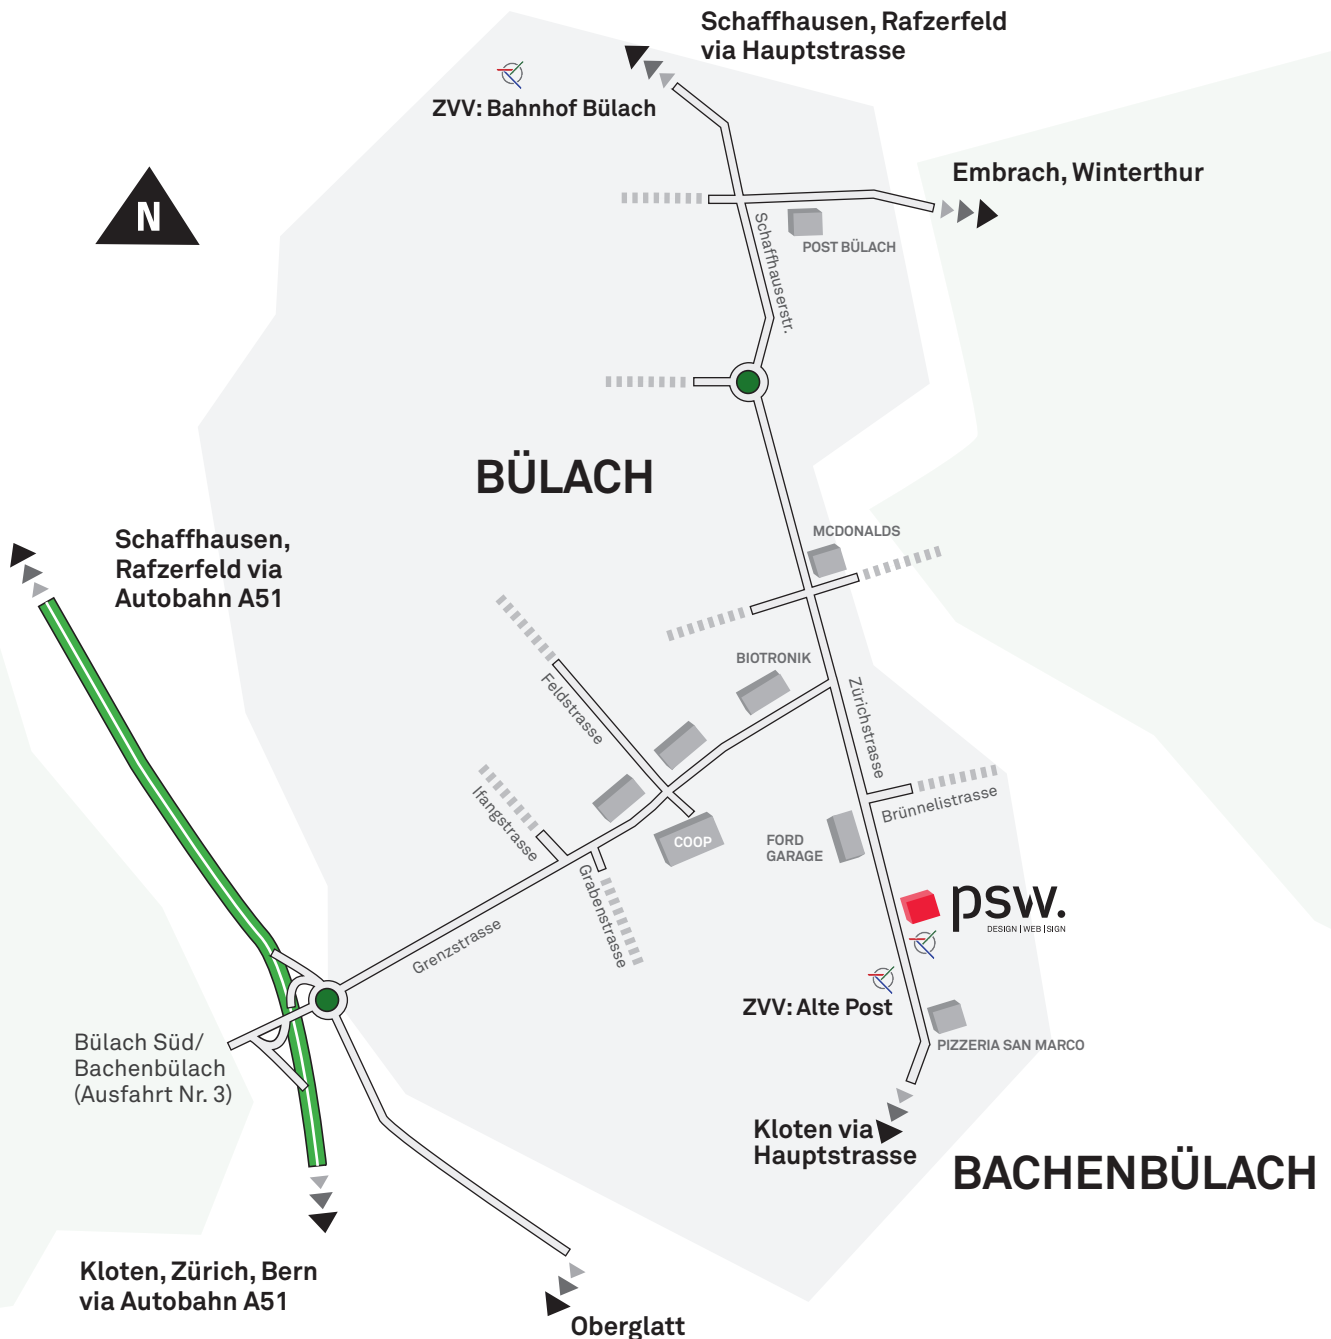 Schaffhausen, Rafzerfeld
via Hauptstrasse
ZVV: Bahnhof Bülach
Embrach, Winterthur
N
POST BÜLACH
Schaffhauserstr.
BÜLACH
MCDONALDS
Schaffhausen,
Rafzerfeld via
Autobahn A51
BIOTRONIK
Feldstrasse
Zürichstrasse
Ifangstrasse
Brünnelistrasse
COOP
FORD
GARAGE
Grabenstrasse
psw.
DESIGN | WEB | SIGN
Grenzstrasse
ZVV: Alte Post
Bülach Süd/
Bachenbülach
(Ausfahrt Nr. 3)
PIZZERIA SAN MARCO
Kloten via
Hauptstrasse
BACHENBÜLACH
Kloten, Zürich, Bern
via Autobahn A51
Oberglatt